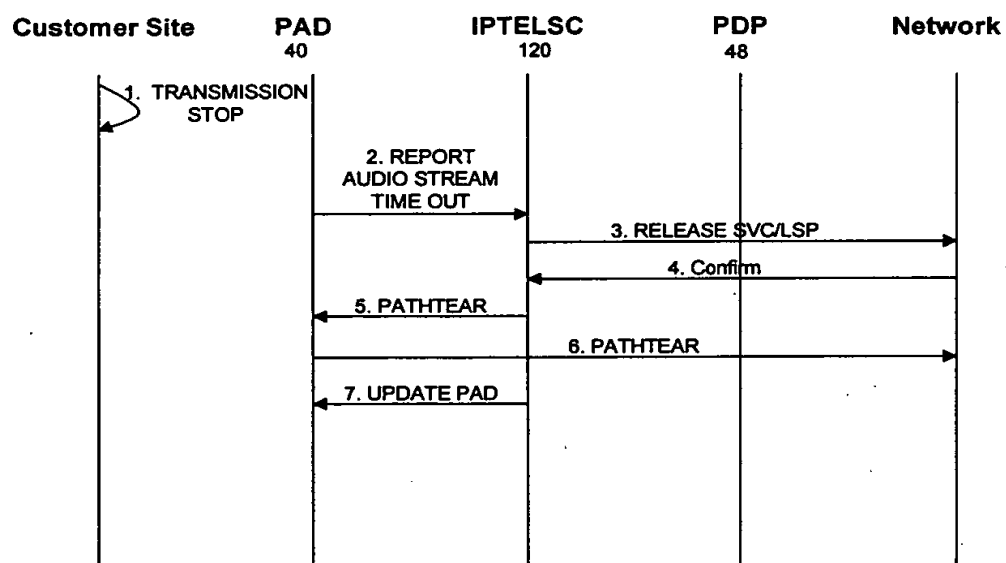 Customer Site PAD IPTELSC PDP Network
40 120 48
1. TRANSMISSION
STOP
2. REPORT
AUDIO STREAM
TIME OUT
3. RELEASE SVC/LSP
4. Confirm
5. PATHTEAR
6. PATHTEAR
7. UPDATE PAD